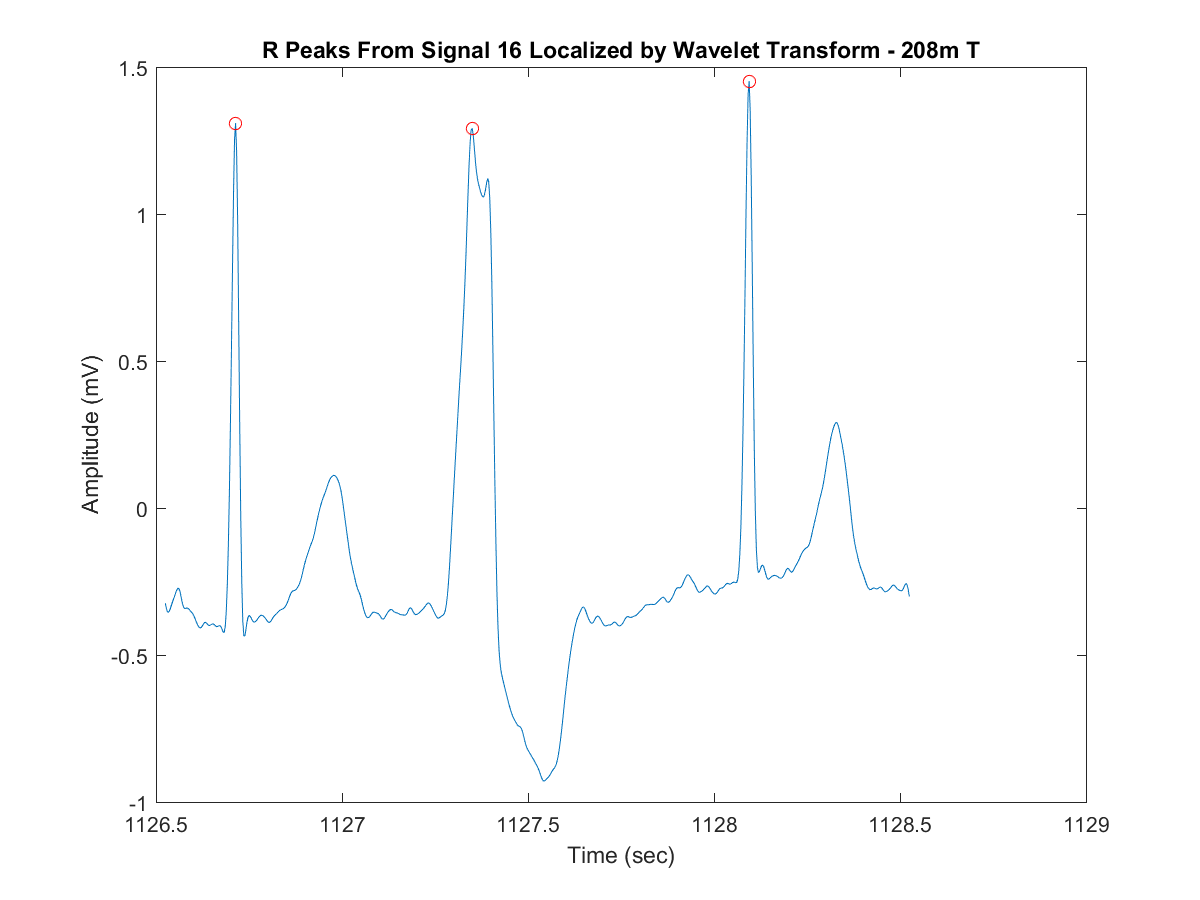 R Peaks From Signal 16 Localized by Wavelet Transform - 208m T
1.5
1
0.5
0
-0.5
-1
Amplitude (mV)
1126.5 1127 1127.5 1128 1128.5 1129
Time (sec)